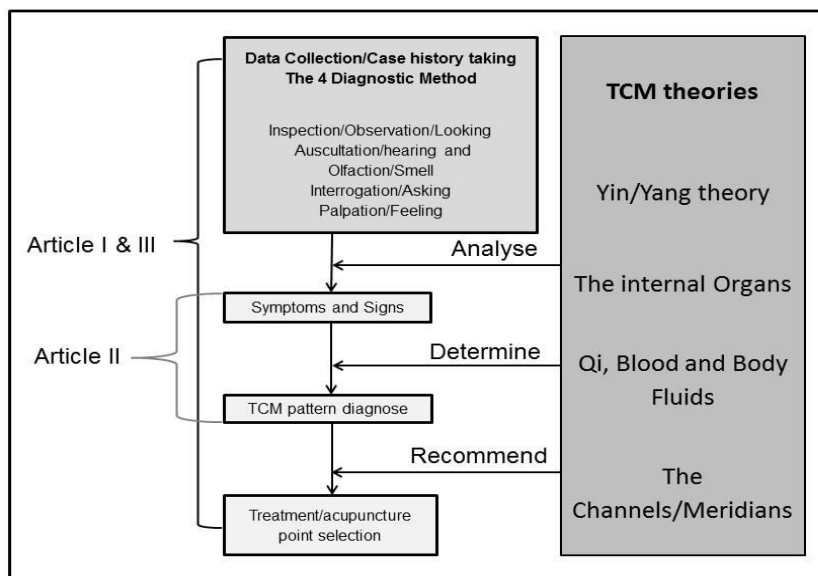 Data Collection/Case history taking
The 4 Diagnostic Method
Inspection/Observation/Looking
Auscultation/hearing and
Olfaction/Smell
Interrogation/Asking
Palpation/Feeling
Article I & III
Analyse
Symptoms and Signs
Article II
Determine
TCM pattern diagnose
Recommend
Treatment/acupuncture
point selection
TCM theories
Yin/Yang theory
The internal Organs
Qi, Blood and Body
Fluids
The
Channels/Meridians